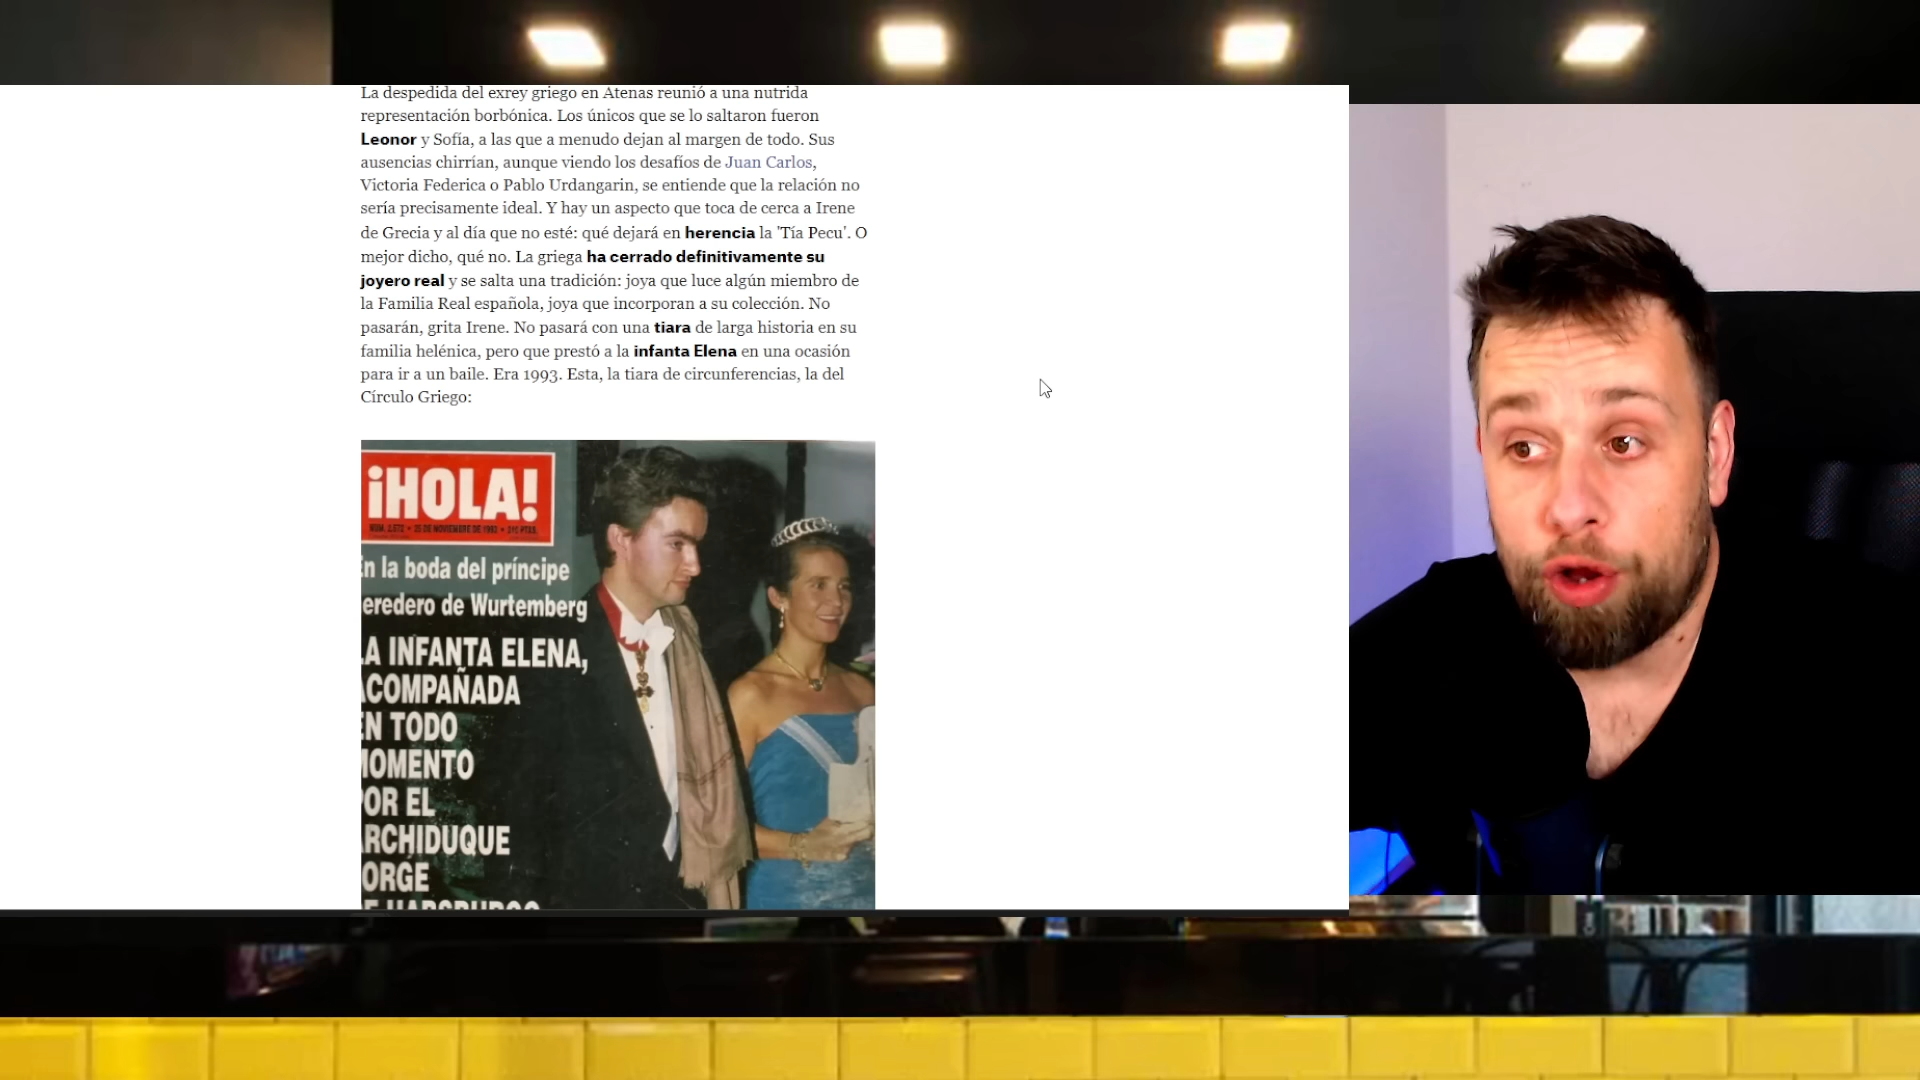 La despedida del exrey griego en Atenas reunió a una nutrida
representación borbónica. Los únicos que se lo saltaron fueron
Leonor y Sofía, a las que a menudo dejan al margen de todo. Sus
ausencias chirrían, aunque viendo los desafíos de Juan Carlos,
Victoria Federica o Pablo Urdangarin, se entiende que la relación no
sería precisamente ideal. Y hay un aspecto que toca de cerca a Irene
de Grecia y al día que no esté: qué dejará en herencia la 'Tía Pecu'. O
mejor dicho, qué no. La griega ha cerrado definitivamente su
joyero real y se salta una tradición: joya que luce algún miembro de
la Familia Real española, joya que incorporan a su colección. No
pasarán, grita Irene. No pasará con una tiara de larga historia en su
familia helénica, pero que prestó a la infanta Elena en una ocasión
para ir a un baile. Era 1993. Esta, la tiara de circunferencias, la del
Círculo Griego:
¡HOLA!
En la boda del príncipe
eredero de Wurtemberg
LA INFANTA ELENA,
ACOMPAÑADA
EN TODO
MOMENTO
POR EL
ARCHIDUQUE
JORGE